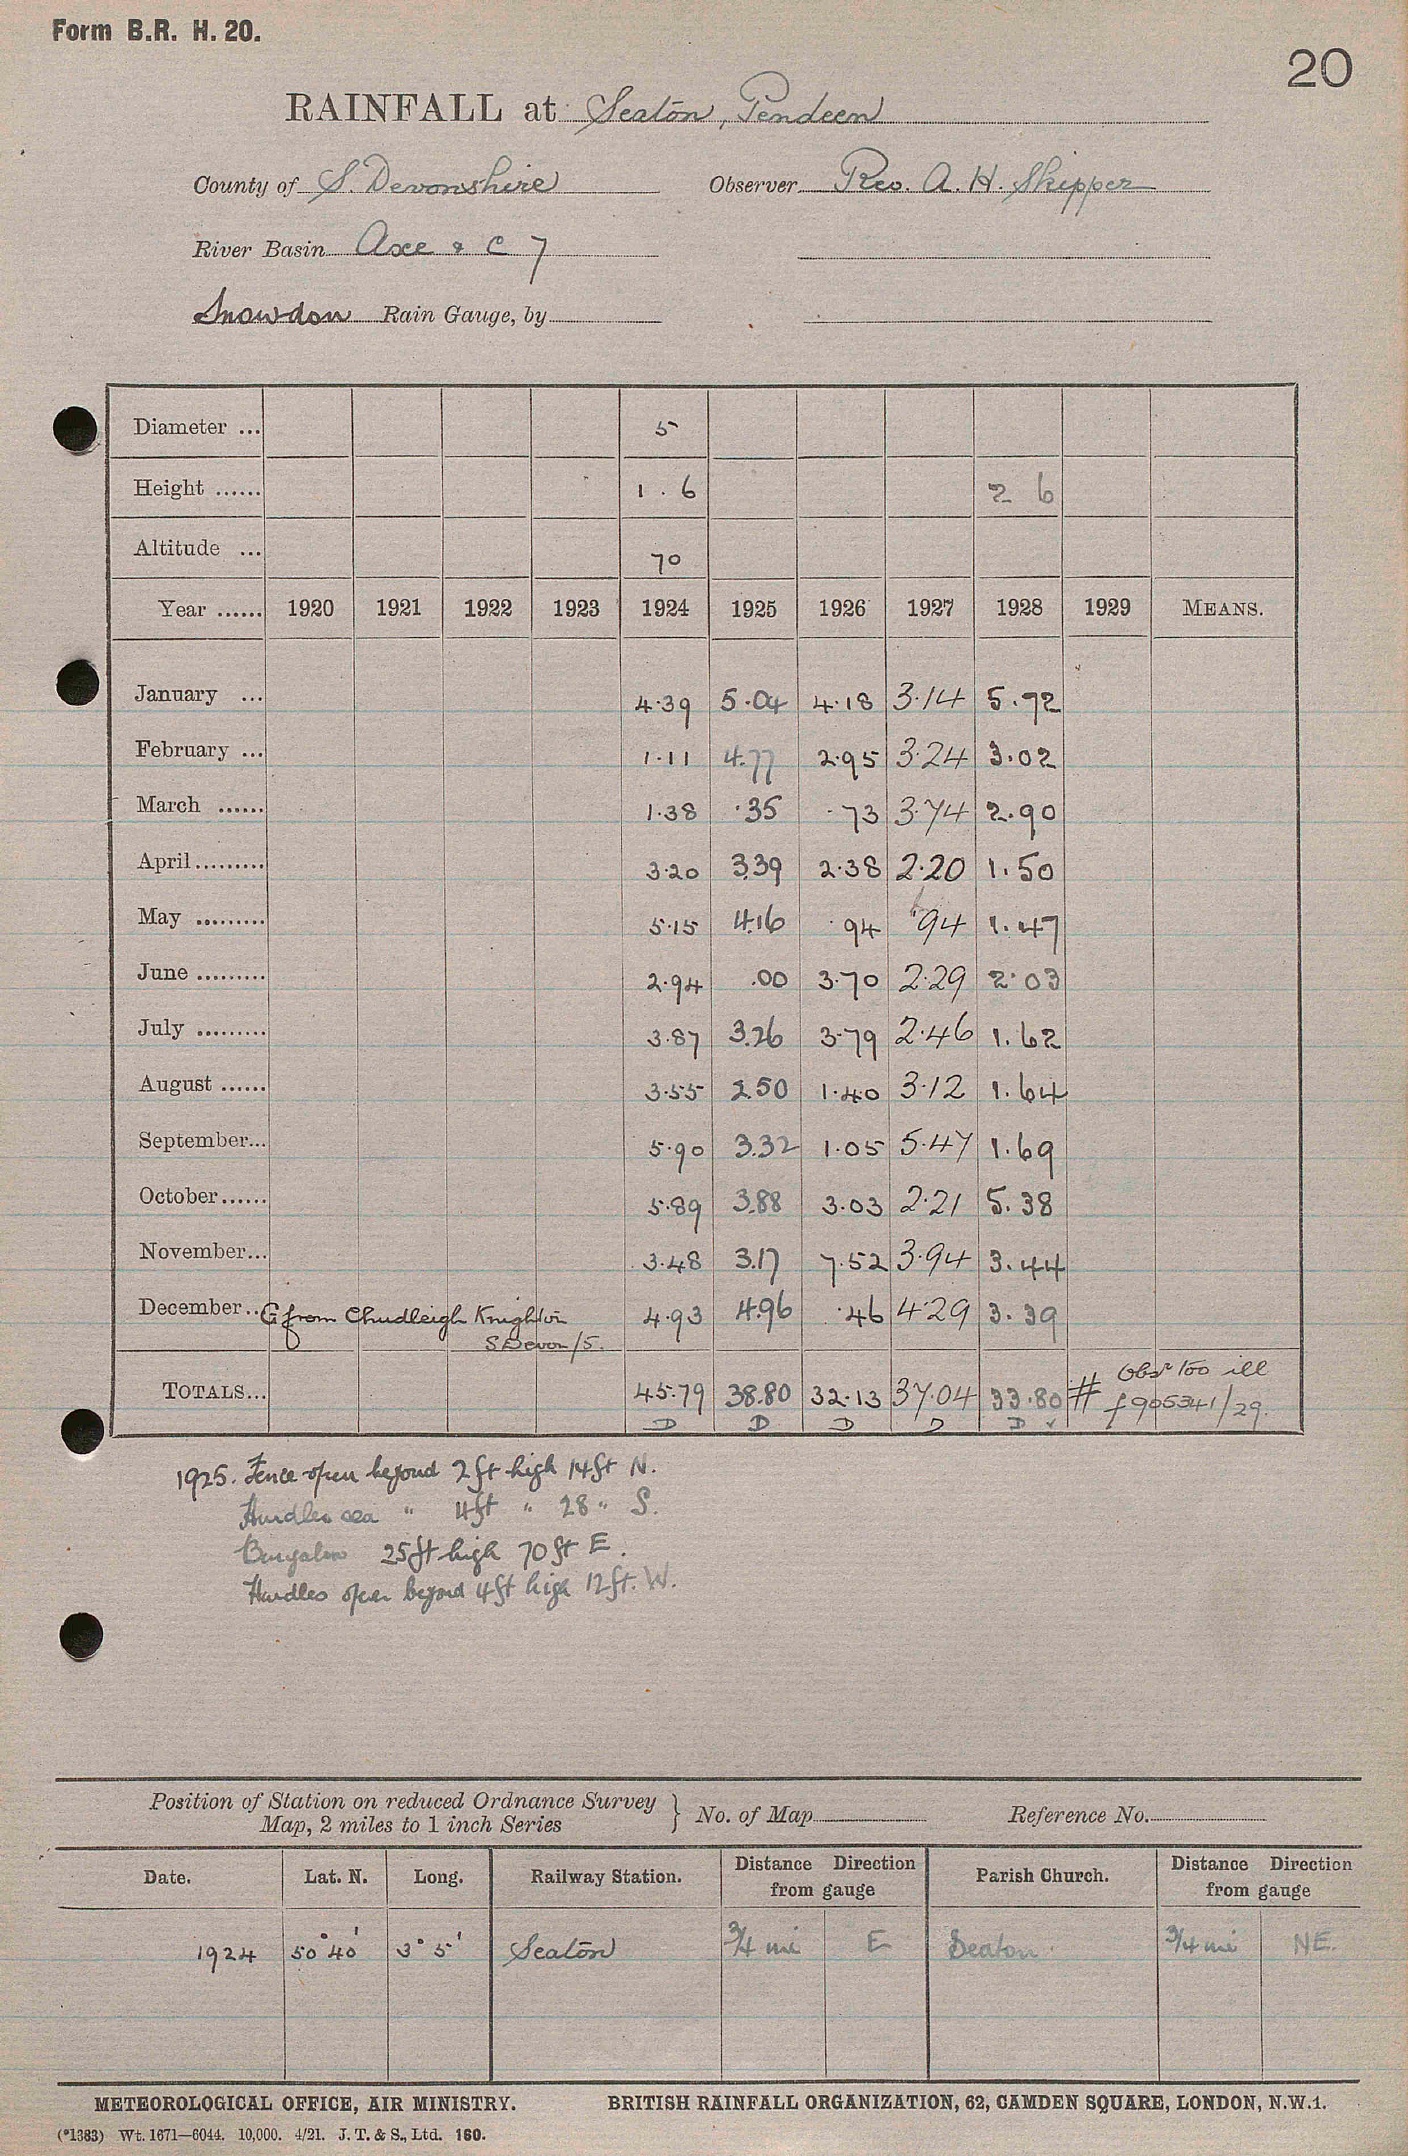 Form B.R. H. 20.
20
RAINFALL at Seaton, Pendeen
County of S. Devonshire Observer Rev. A. H. Skipper
River Basin Axe & C 7
Snowdon Rain Gauge, by
Diameter ... 5
Height ...... 1 . 6 2 6
Altitude ... 70
Year ...... 1920 1921 1922 1923 1924 1925 1926 1927 1928 1929 MEANS.
January ... 4.39 5.04 4.18 3.14 5.72
February ... 1.11 4.77 2.95 3.24 3.02
March ...... 1.38 .35 .73 3.74 2.90
April......... 3.20 3.39 2.38 2.20 1.50
May ......... 5.15 4.16 .94 .94 1.47
June ......... 2.94 .00 3.70 2.29 2.03
July ......... 3.87 3.26 3.79 2.46 1.62
August ...... 3.55 2.50 1.40 3.12 1.64
September... 5.90 3.32 1.05 5.47 1.69
October...... 5.89 3.88 3.03 2.21 5.38
November... 3.48 3.17 7.52 3.94 3.44
December... G from Chudleigh Knighton 4.93 4.96 .46 4.29 3.39
S Devon/5.
TOTALS... 45.79 38.80 32.13 37.04 33.80 # Obsr too ill
D D D D D ✓ f905341/29.
1925. Fence open beyond 2ft high 14ft N.
Hurdles sea " 4ft " 28 " S.
Bungalow 25ft high 70ft E.
Hurdles open beyond 4ft high 12ft. W.
Position of Station on reduced Ordnance Survey
Map, 2 miles to 1 inch Series } No. of Map Reference No.
Date. Lat. N. Long. Railway Station. Distance Direction from gauge Parish Church. Distance Direction from gauge
1924 50° 40' 3° 5' Seaton 3/4 mi E Seaton 3/4 mi NE.
METEOROLOGICAL OFFICE, AIR MINISTRY. BRITISH RAINFALL ORGANIZATION, 62, CAMDEN SQUARE, LONDON, N.W.1.
(*1383) Wt. 1671—6044. 10,000. 4/21. J. T. & S., Ltd. 160.